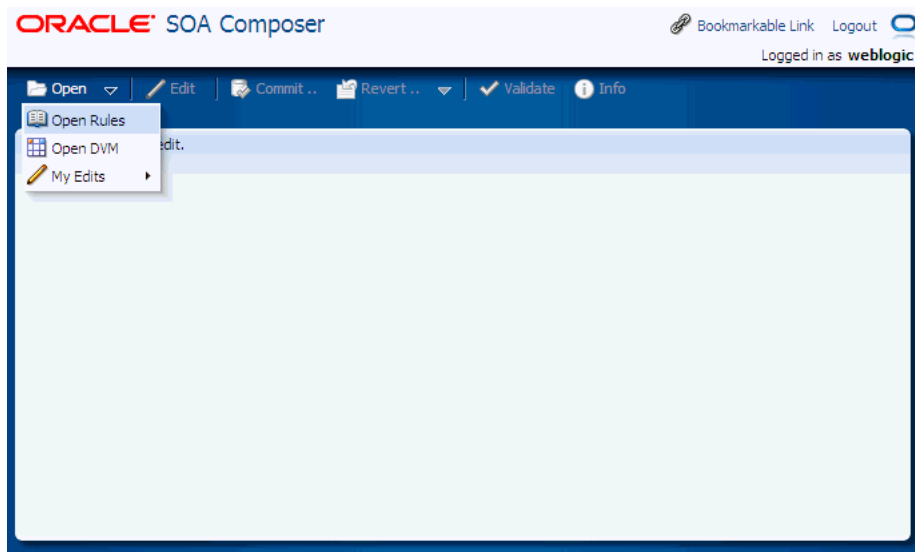 ORACLE SOA Composer
Bookmarkable Link Logout
Logged in as weblogic
Open Edit Commit .. Revert .. Validate Info
Open Rules
Open DVM
edit.
My Edits